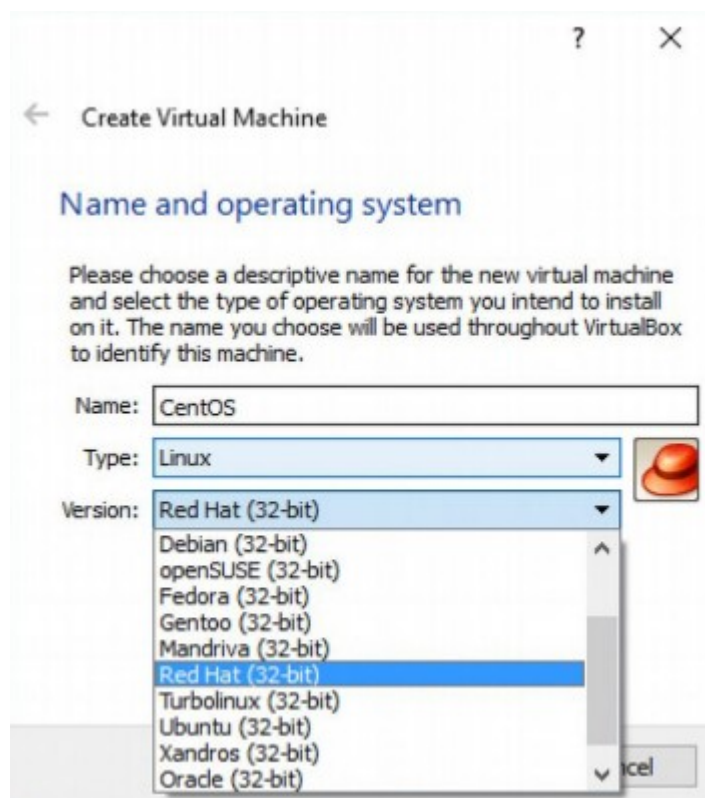 ?
Create Virtual Machine
Name and operating system
Please choose a descriptive name for the new virtual machine
and select the type of operating system you intend to install
on it. The name you choose will be used throughout VirtualBox
to identify this machine.
Name: CentOS
Type: Linux
Version: Red Hat (32-bit)
Debian (32-bit)
openSUSE (32-bit)
Fedora (32-bit)
Gentoo (32-bit)
Mandriva (32-bit)
Red Hat (32-bit)
Turbolinux (32-bit)
Ubuntu (32-bit)
Xandros (32-bit)
Oracle (32-bit)
ncel